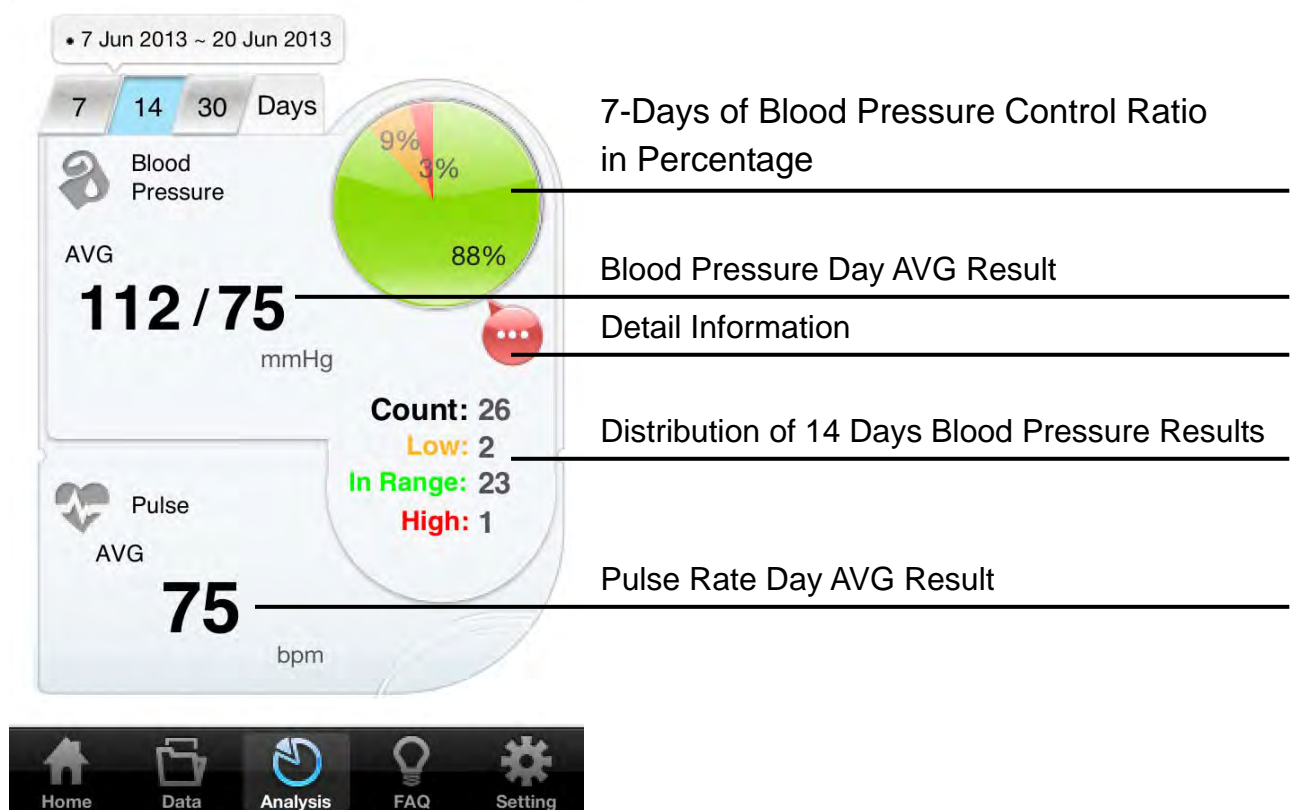 • 7 Jun 2013 ~ 20 Jun 2013
7 14 30 Days
Blood
Pressure
AVG
112 / 75
mmHg
9%
3%
88%
Count: 26
Low: 2
In Range: 23
High: 1
Pulse
AVG
75
bpm
Home Data Analysis FAQ Setting
7-Days of Blood Pressure Control Ratio
in Percentage
Blood Pressure Day AVG Result
Detail Information
Distribution of 14 Days Blood Pressure Results
Pulse Rate Day AVG Result